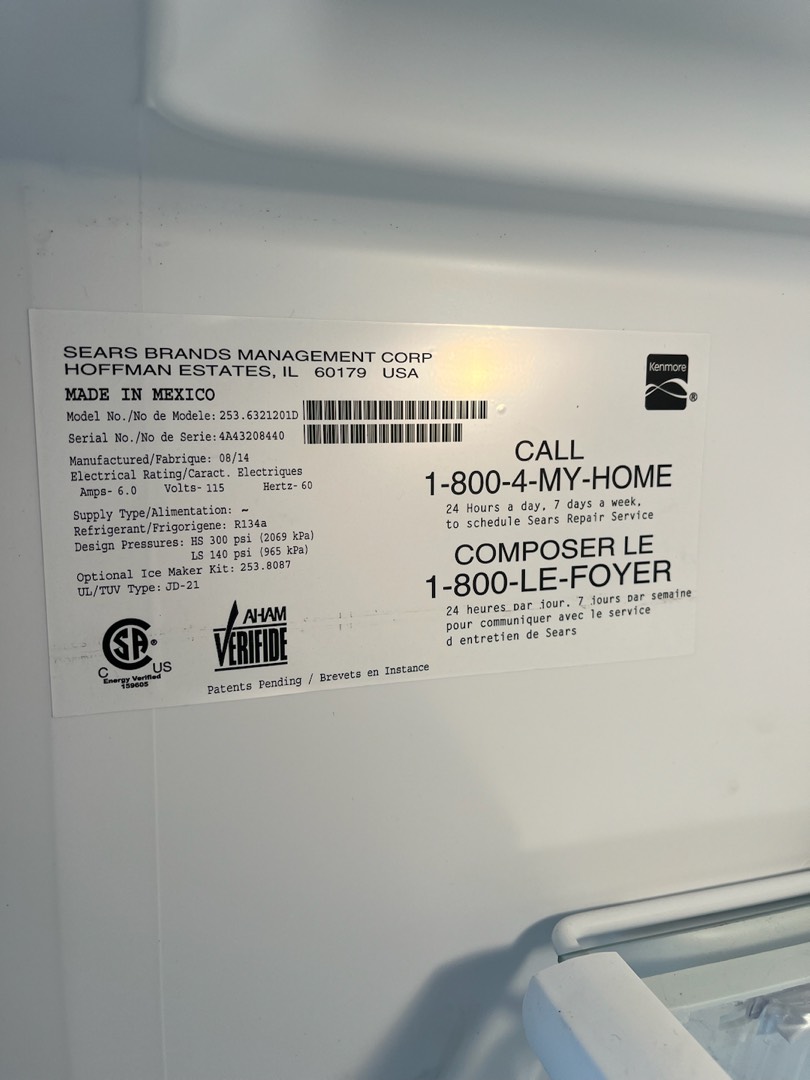 SEARS BRANDS MANAGEMENT CORP
HOFFMAN ESTATES, IL 60179 USA
MADE IN MEXICO
Model No./No de Modele: 253.6321201D
Serial No./No de Serie: 4A43208440
Manufactured/Fabrique: 08/14
Electrical Rating/Caract. Electriques
Amps- 6.0 Volts- 115 Hertz- 60
Supply Type/Alimentation: ~
Refrigerant/Frigorigene: R134a
Design Pressures: HS 300 psi (2069 kPa)
LS 140 psi (965 kPa)
Optional Ice Maker Kit: 253.8087
UL/TUV Type: JD-21
Kenmore ®
CALL
1-800-4-MY-HOME
24 Hours a day, 7 days a week,
to schedule Sears Repair Service
COMPOSER LE
1-800-LE-FOYER
24 heures par jour, 7 jours par semaine
pour communiquer avec le service
d entretien de Sears
SA ®
C US
Energy Verified
159605
AHAM
VERIFIDE
Patents Pending / Brevets en Instance